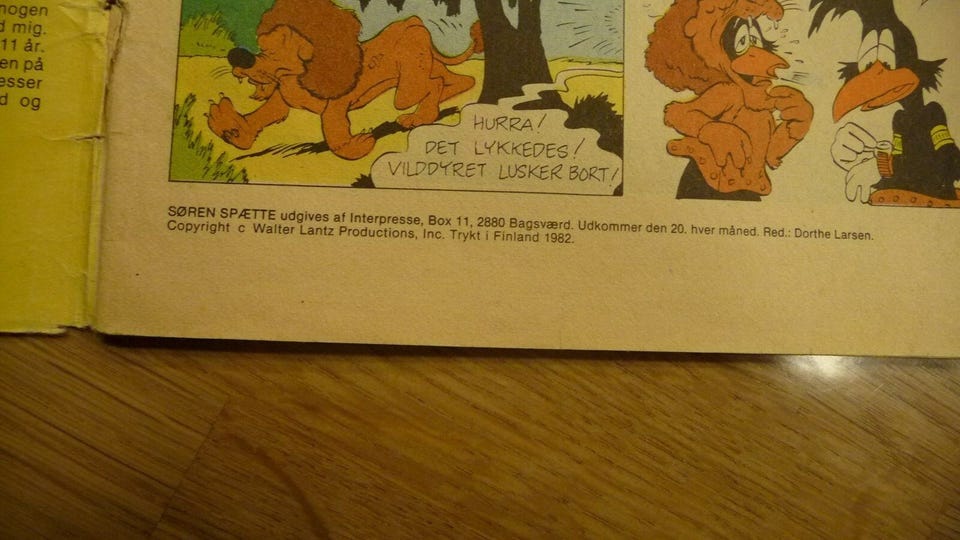 d mig.
11 år.
en på
esser
d og
HURRA!
DET LYKKEDES!
VILDDYRET LUSKER BORT!
SØREN SPÆTTE udgives af Interpresse, Box 11, 2880 Bagsværd. Udkommer den 20. hver måned. Red.: Dorthe Larsen.
Copyright c Walter Lantz Productions, Inc. Trykt i Finland 1982.